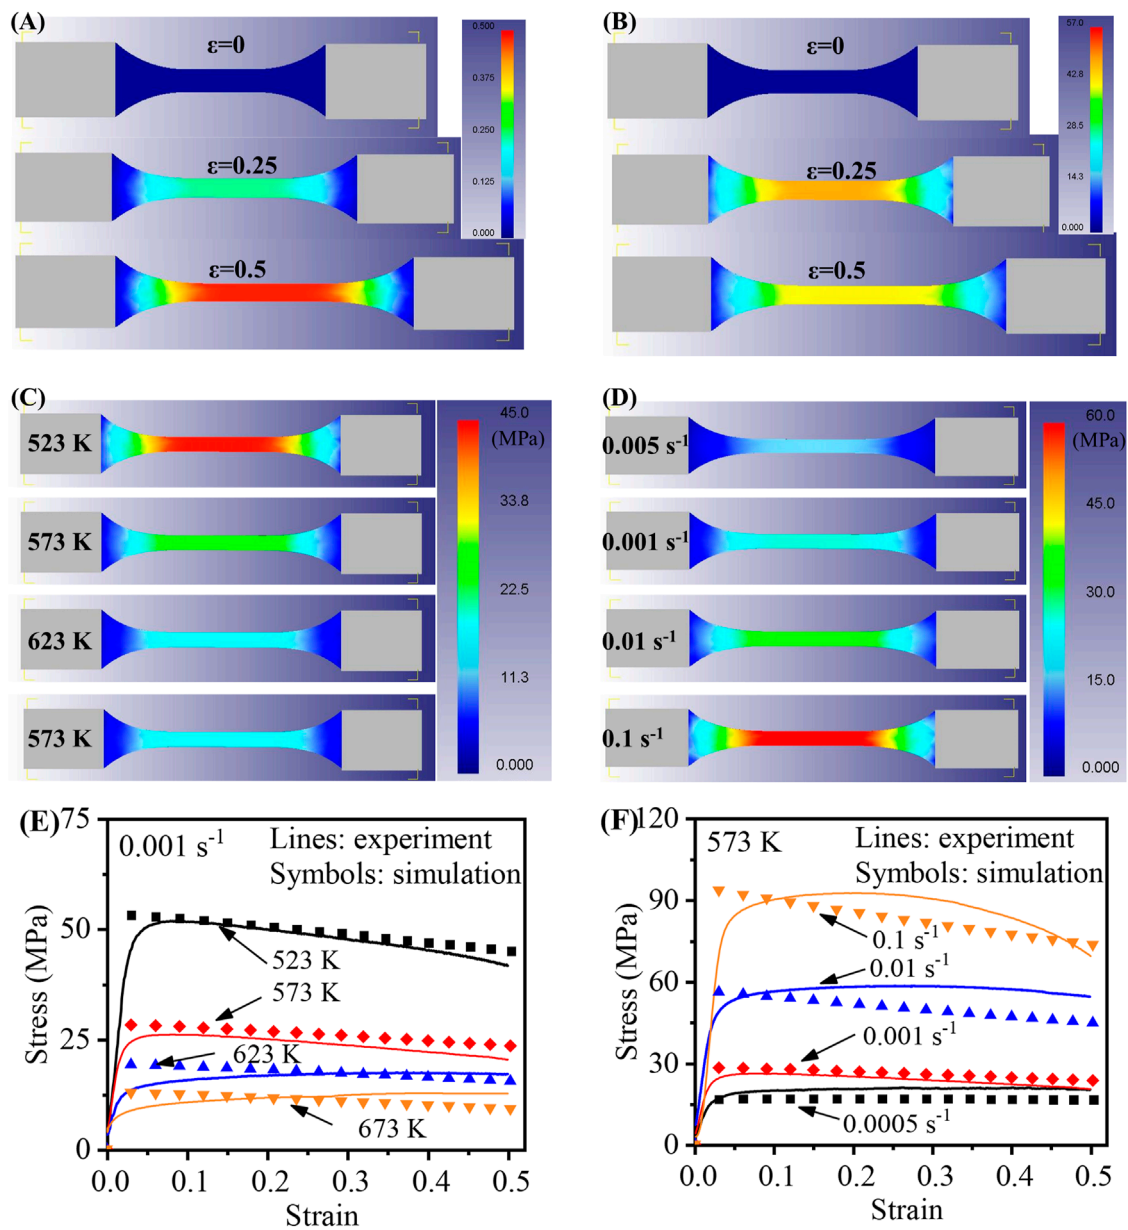 (A)
ε=0
0.500
0.375
0.250
0.125
0.000
ε=0.25
ε=0.5
(B)
ε=0
57.0
42.8
28.5
14.3
0.000
ε=0.25
ε=0.5
(C)
523 K
573 K
623 K
573 K
45.0
(MPa)
33.8
22.5
11.3
0.000
(D)
0.005 s⁻¹
0.001 s⁻¹
0.01 s⁻¹
0.1 s⁻¹
60.0
(MPa)
45.0
30.0
15.0
0.000
(E)
0.001 s⁻¹
Lines: experiment
Symbols: simulation
523 K
573 K
623 K
673 K
75
50
25
0
Stress (MPa)
0.0 0.1 0.2 0.3 0.4 0.5
Strain
(F)
573 K
Lines: experiment
Symbols: simulation
0.1 s⁻¹
0.01 s⁻¹
0.001 s⁻¹
0.0005 s⁻¹
120
90
60
30
0
Stress (MPa)
0.0 0.1 0.2 0.3 0.4 0.5
Strain